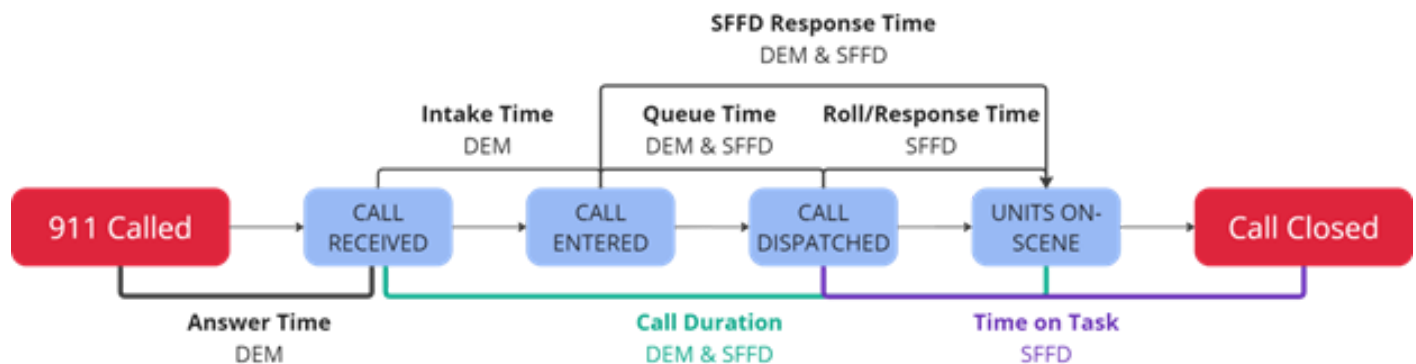 SFFD Response Time
DEM & SFFD
Intake Time
DEM
Queue Time
DEM & SFFD
Roll/Response Time
SFFD
911 Called
CALL
RECEIVED
CALL
ENTERED
CALL
DISPATCHED
UNITS ON-
SCENE
Call Closed
Answer Time
DEM
Call Duration
DEM & SFFD
Time on Task
SFFD